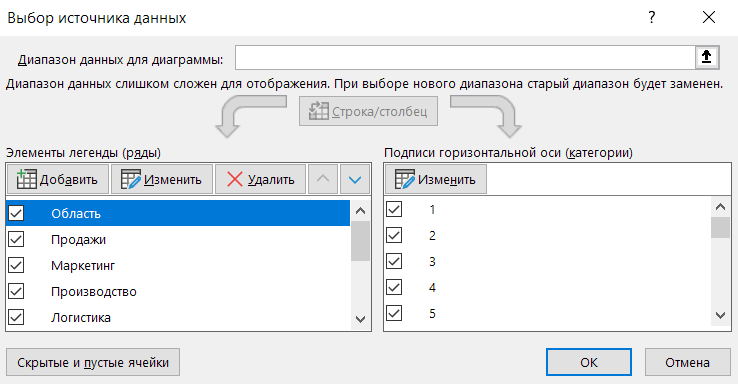 Выбор источника данных
Диапазон данных для диаграммы:
Диапазон данных слишком сложен для отображения. При выборе нового диапазона старый диапазон будет заменен.
Строка/столбец
Элементы легенды (ряды)
Добавить Изменить Удалить
Область
Продажи
Маркетинг
Производство
Логистика
Подписи горизонтальной оси (категории)
Изменить
1
2
3
4
5
Скрытые и пустые ячейки
ОК Отмена